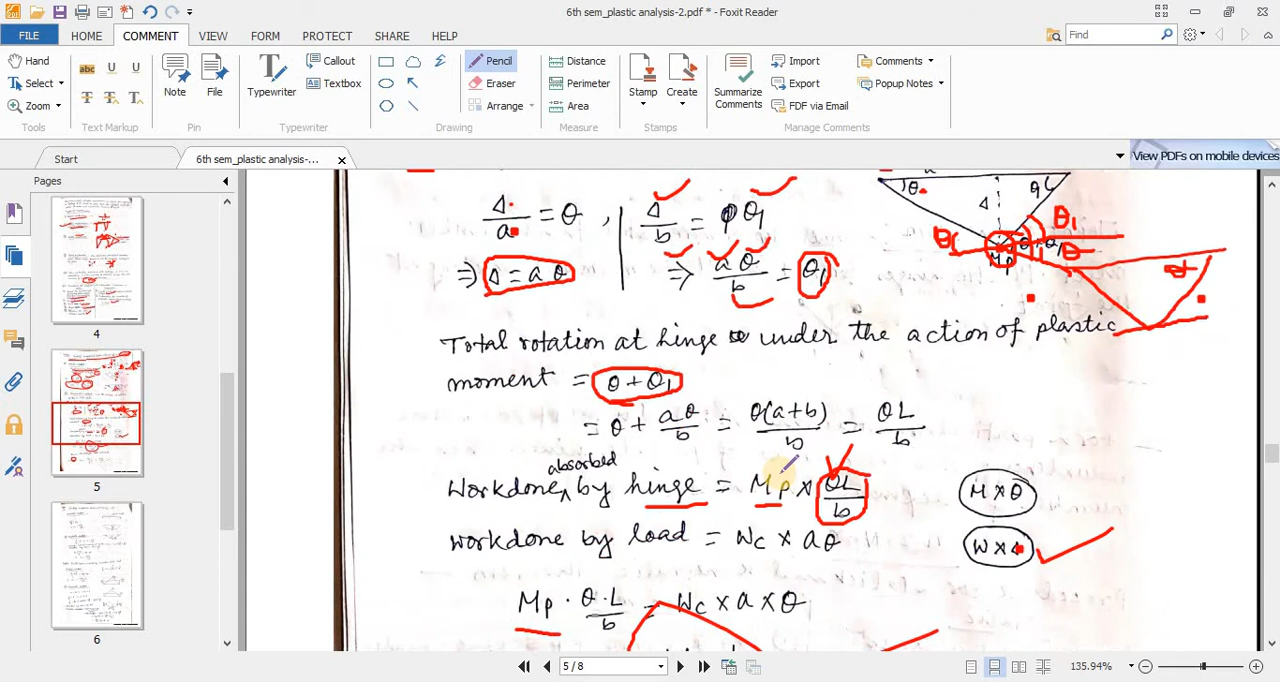 6th sem_plastic analysis-2.pdf * - Foxit Reader
FILE HOME COMMENT VIEW FORM PROTECT SHARE HELP
Find
Hand
Select
Zoom
Tools
abc U U
T T T
Text Markup
Note
File
Pin
Typewriter
Callout
Textbox
Typewriter
Pencil
Eraser
Arrange
Drawing
Distance
Perimeter
Area
Measure
Stamp
Create
Stamps
Summarize
Comments
Import
Export
FDF via Email
Comments
Popup Notes
Manage Comments
Start
6th sem_plastic analysis-...
View PDFs on mobile devices
Pages
4
5
6
Δ/a = θ , Δ/b = θ1
⇒ Δ = aθ ⇒ aθ/b = θ1
θ Δ θ1
θ1
θ
Mp
Total rotation at hinge under the action of plastic
moment = θ + θ1
= θ + aθ/b = θ(a+b)/b = θL/b
absorbed
Workdone ∧ by hinge = Mp × θL/b
M × θ
workdone by load = Wc × aθ
W × Δ
Mp · θ·L/b = Wc × a × θ
5 / 8
135.94%